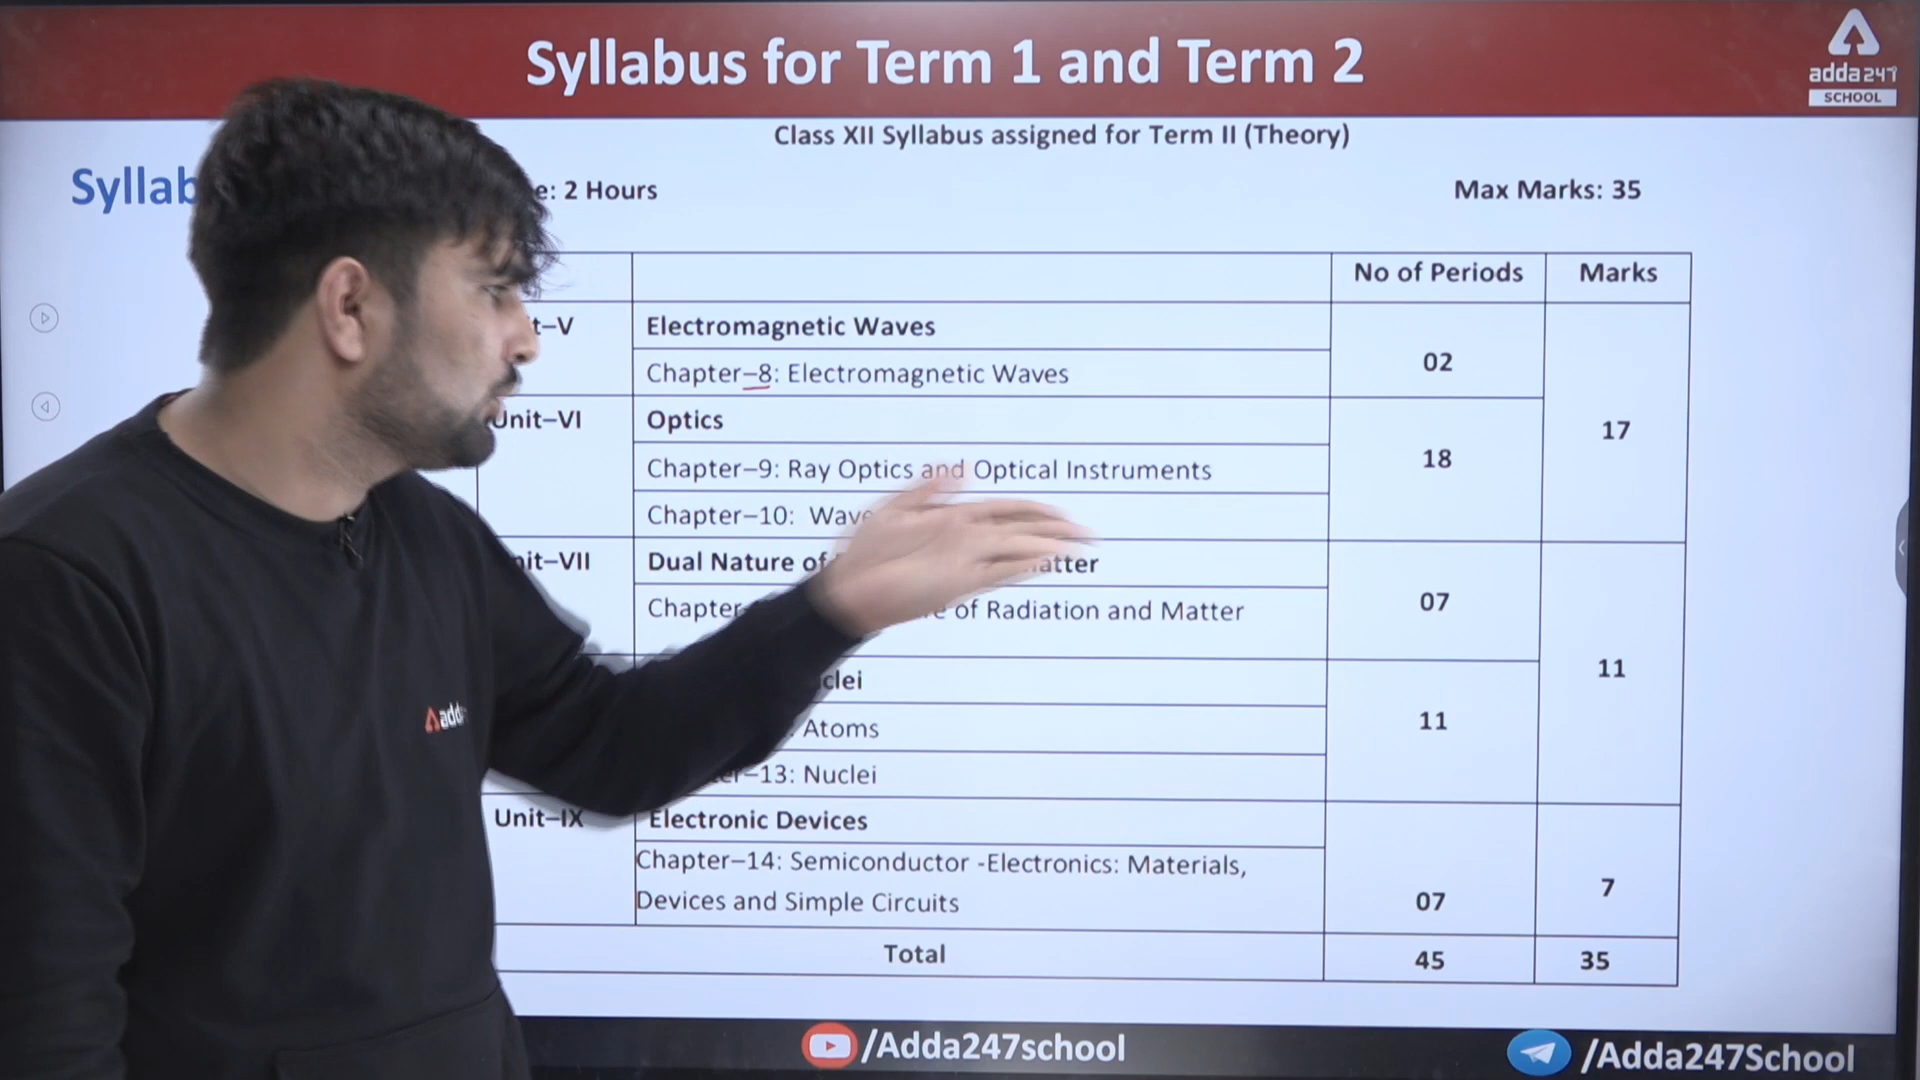 Syllabus for Term 1 and Term 2
adda247
SCHOOL
Class XII Syllabus assigned for Term II (Theory)
Syllab
e: 2 Hours
Max Marks: 35
No of Periods
Marks
t–V
Electromagnetic Waves
02
17
Chapter–8: Electromagnetic Waves
Unit–VI
Optics
18
Chapter–9: Ray Optics and Optical Instruments
Chapter–10: Wave
it–VII
Dual Nature of
atter
07
11
Chapter
of Radiation and Matter
clei
11
Atoms
er–13: Nuclei
Unit–IX
Electronic Devices
07
7
Chapter–14: Semiconductor -Electronics: Materials,
Devices and Simple Circuits
Total
45
35
add
/Adda247school
/Adda247School